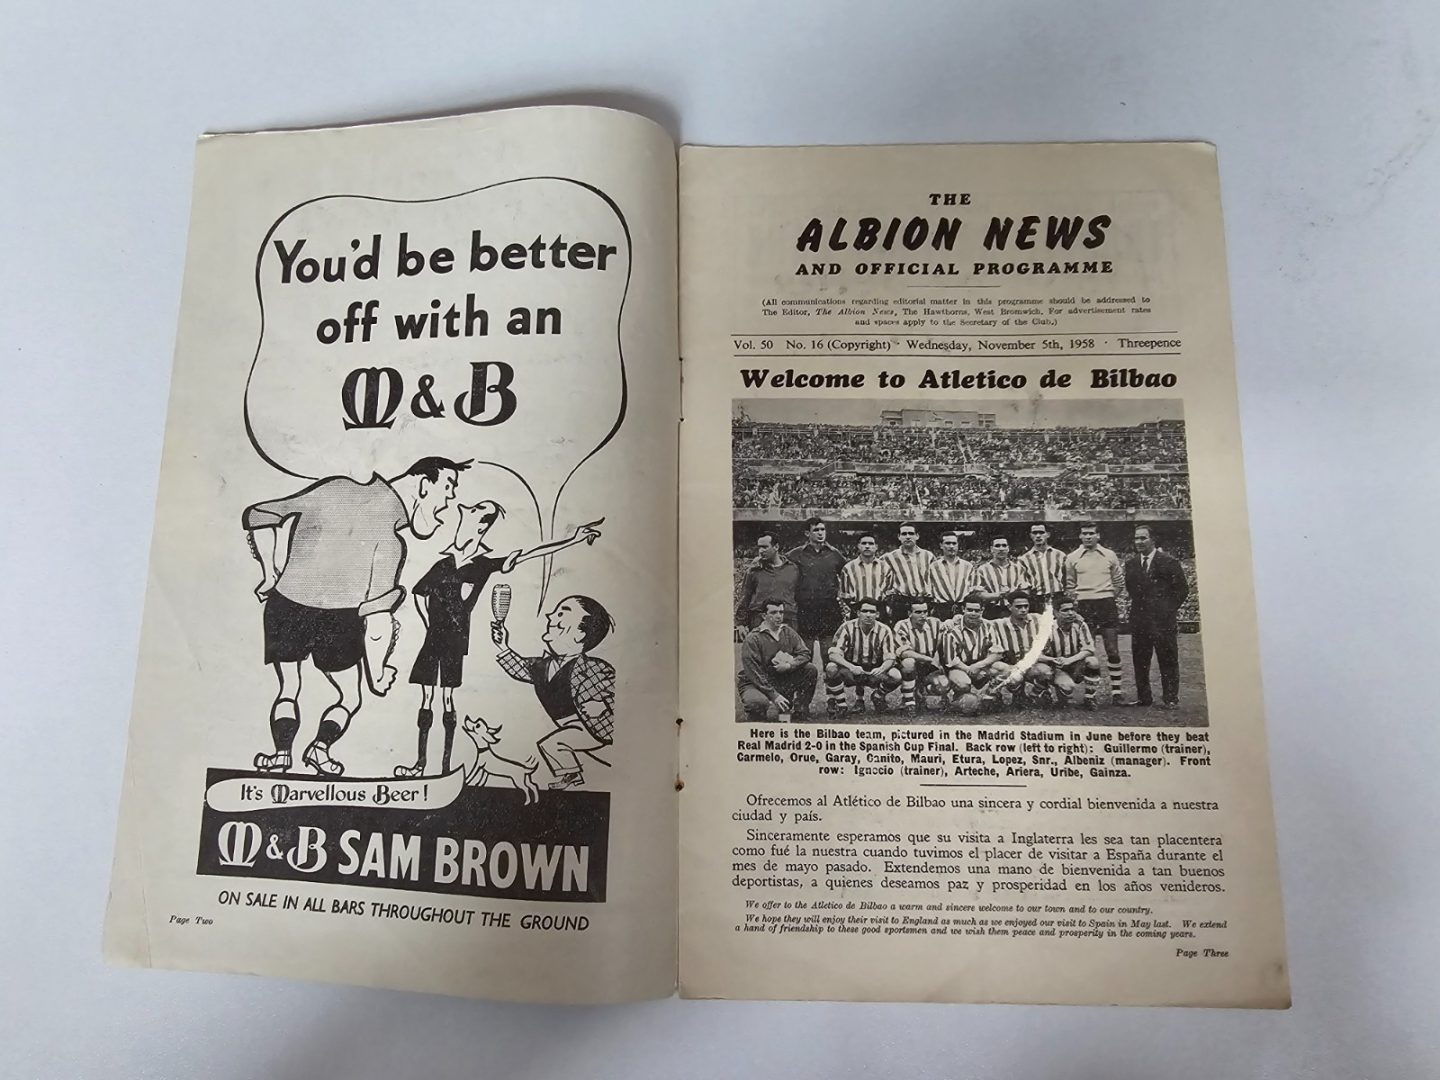 You'd be better
off with an
M & B
It's Marvellous Beer!
M & B SAM BROWN
ON SALE IN ALL BARS THROUGHOUT THE GROUND
Page Two
THE
ALBION NEWS
AND OFFICIAL PROGRAMME
(All communications regarding editorial matter in this programme should be addressed to
The Editor, The Albion News, The Hawthorns, West Bromwich. For advertisement rates
and spaces apply to the Secretary of the Club.)
Vol. 50 No. 16 (Copyright) · Wednesday, November 5th, 1958 · Threepence
Welcome to Atletico de Bilbao
Here is the Bilbao team, pictured in the Madrid Stadium in June before they beat
Real Madrid 2-0 in the Spanish Cup Final. Back row (left to right): Guillermo (trainer),
Carmelo, Orue, Garay, Canito, Mauri, Etura, Lopez, Snr., Albeniz (manager). Front
row: Ignacio (trainer), Arteche, Ariera, Uribe, Gainza.
Ofrecemos al Atlético de Bilbao una sincera y cordial bienvenida a nuestra
ciudad y país.
Sinceramente esperamos que su visita a Inglaterra les sea tan placentera
como fué la nuestra cuando tuvimos el placer de visitar a España durante el
mes de mayo pasado. Extendemos una mano de bienvenida a tan buenos
deportistas, a quienes deseamos paz y prosperidad en los años venideros.
We offer to the Atletico de Bilbao a warm and sincere welcome to our town and to our country.
We hope they will enjoy their visit to England as much as we enjoyed our visit to Spain in May last. We extend
a hand of friendship to these good sportsmen and we wish them peace and prosperity in the coming years.
Page Three